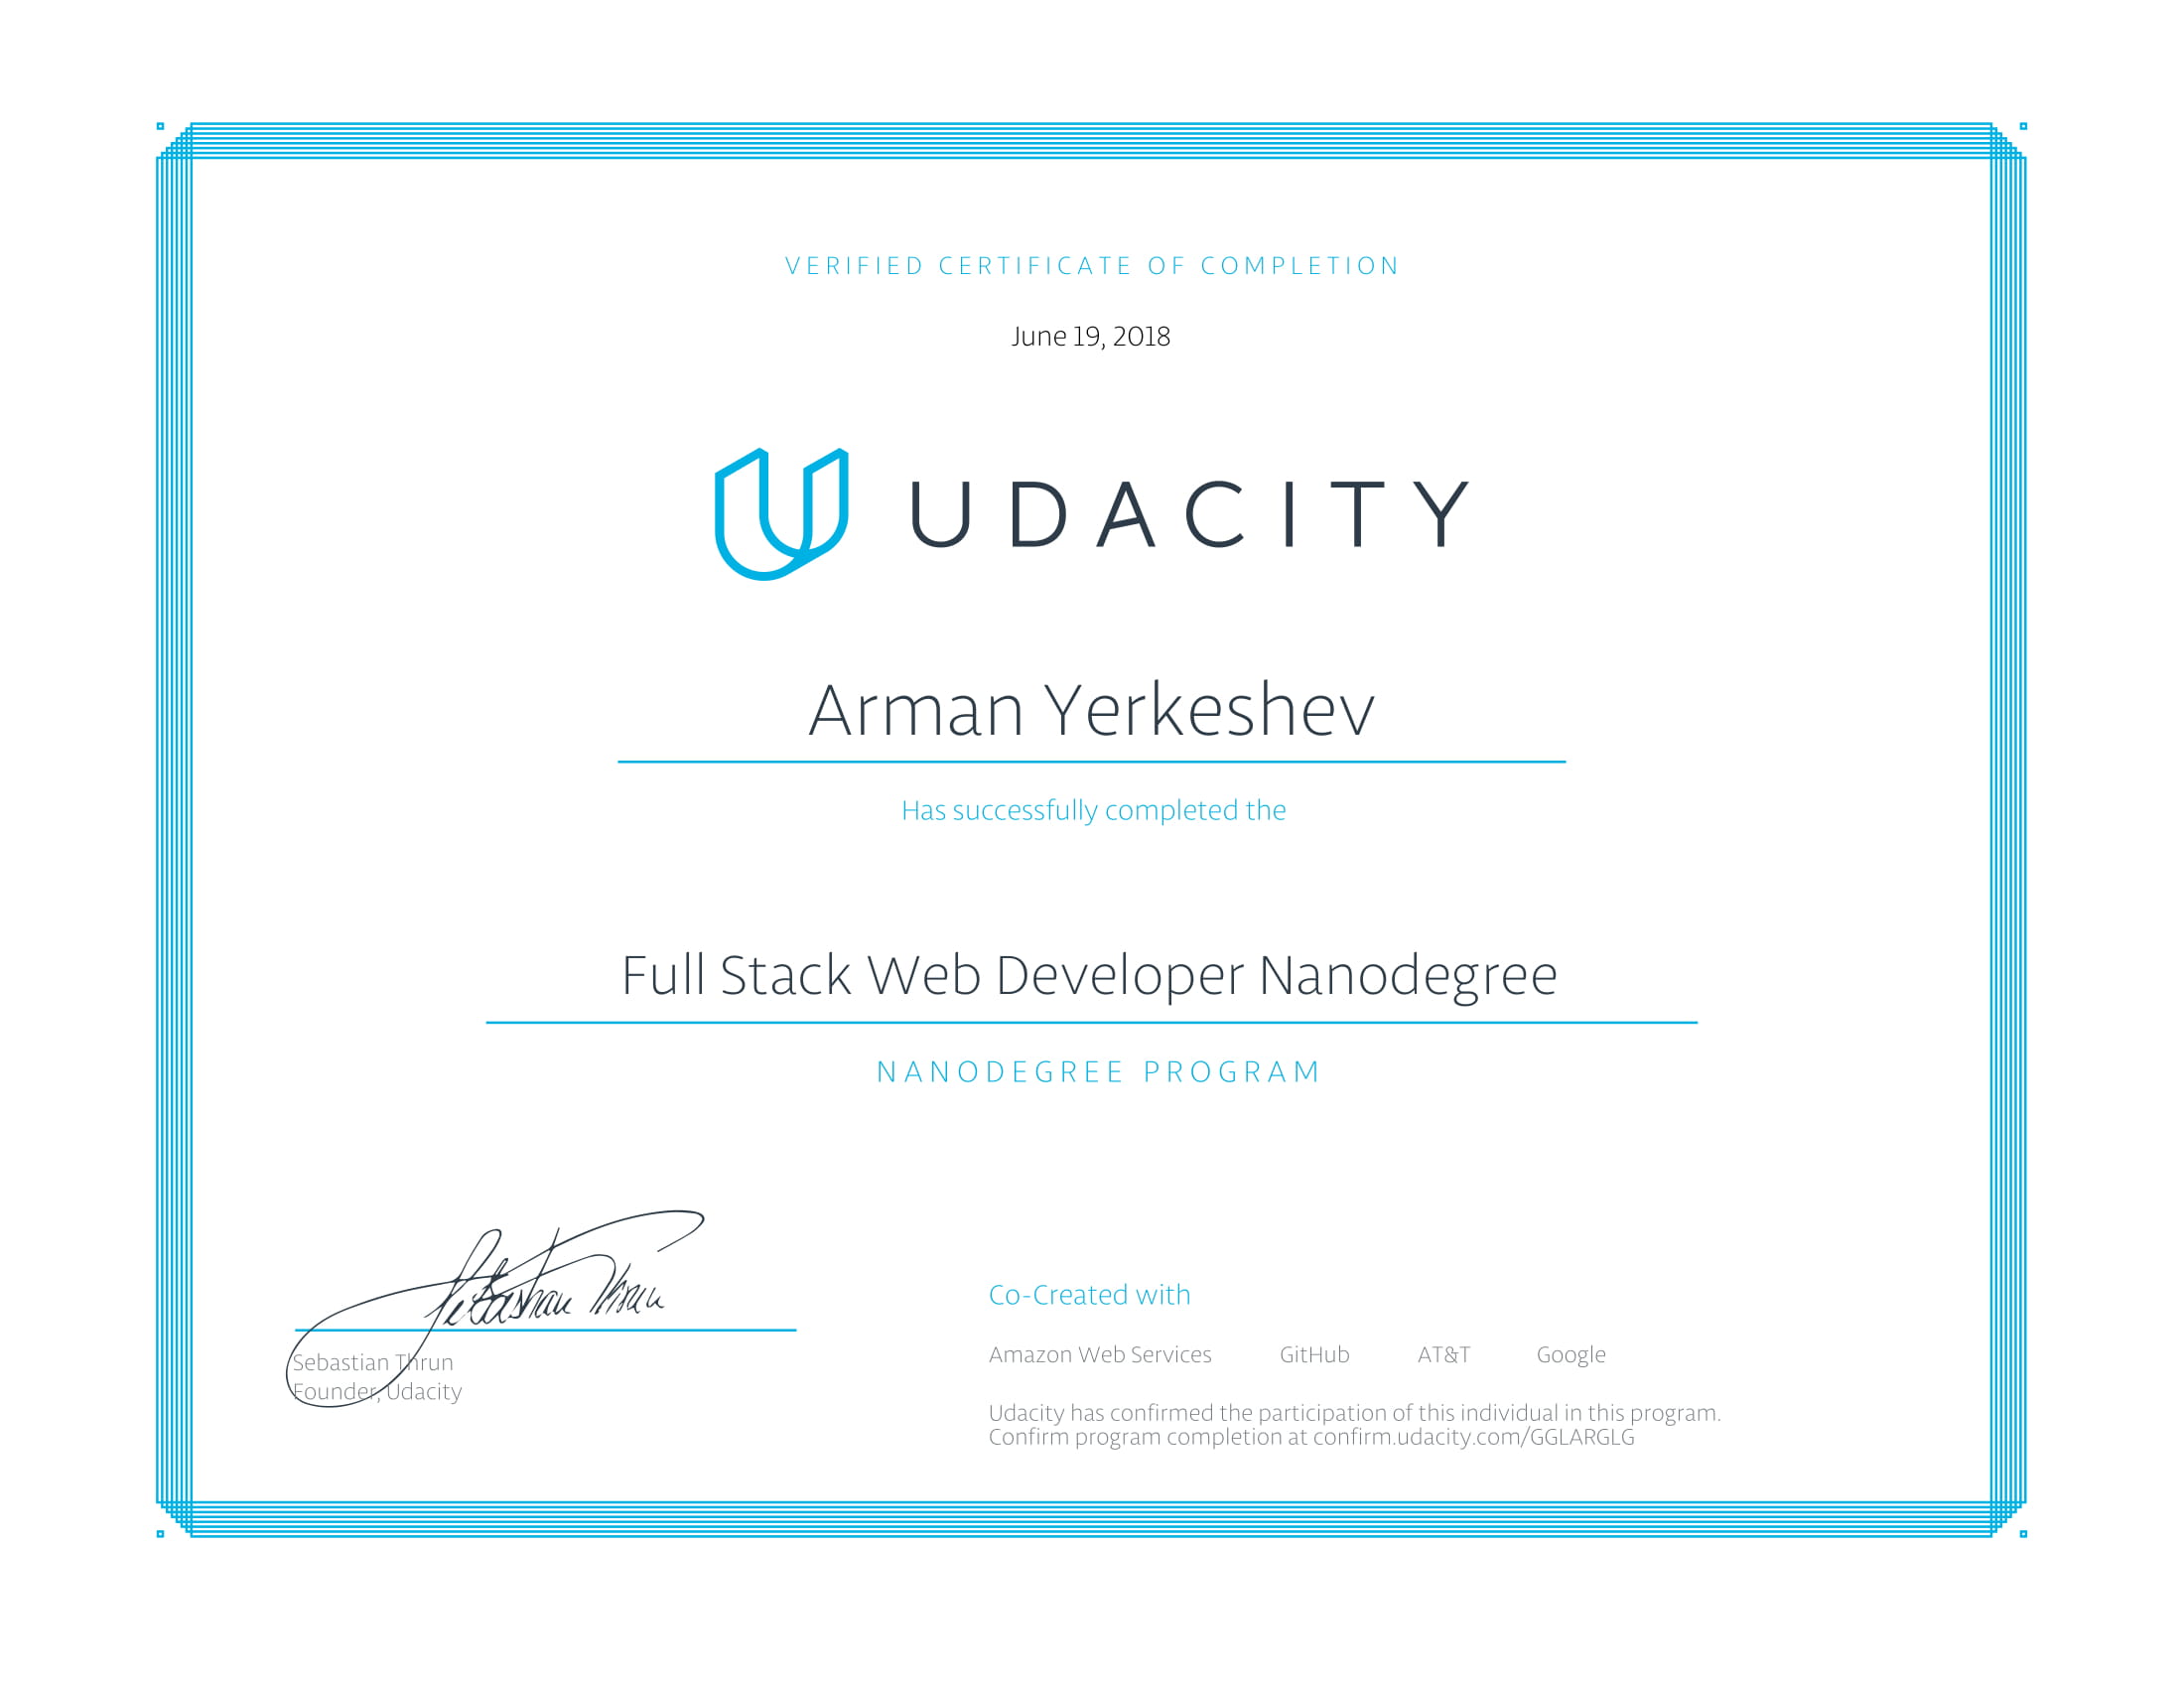 VERIFIED CERTIFICATE OF COMPLETION
June 19, 2018
UDACITY
Arman Yerkeshev
Has successfully completed the
Full Stack Web Developer Nanodegree
NANODEGREE PROGRAM
Sebastian Thrun
Sebastian Thrun
Founder, Udacity
Co-Created with
Amazon Web Services GitHub AT&T Google
Udacity has confirmed the participation of this individual in this program.
Confirm program completion at confirm.udacity.com/GGLARGLG